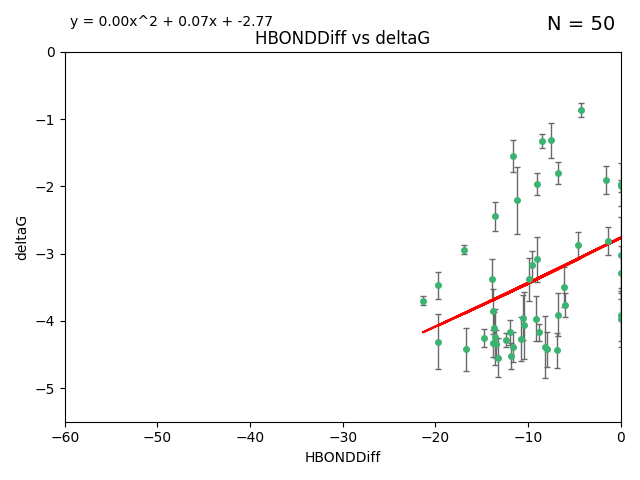 y = 0.00x^2 + 0.07x + -2.77
N = 50
HBONDDiff vs deltaG
deltaG
0
−1
−2
−3
−4
−5
−60
−50
−40
−30
−20
−10
0
HBONDDiff